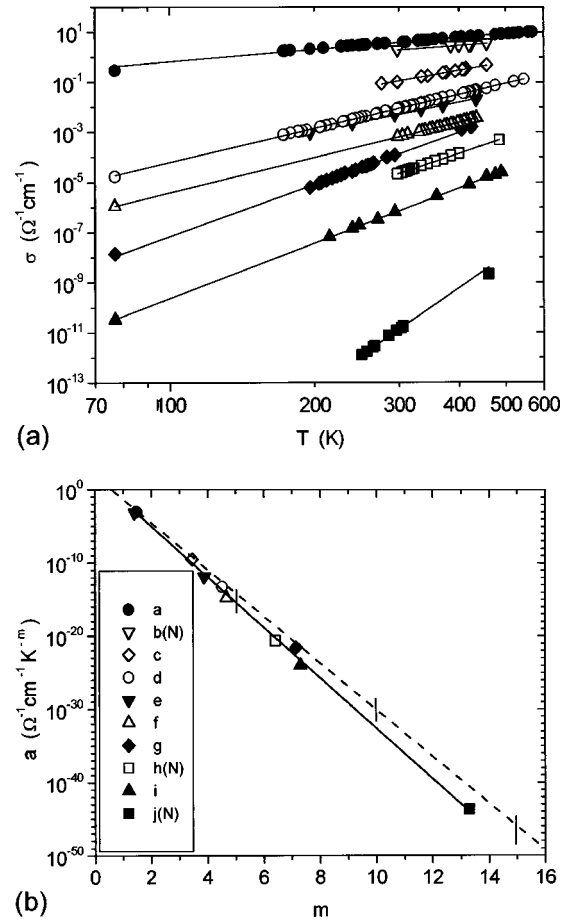 10^1
10^-1
10^-3
10^-5
10^-7
10^-9
10^-11
10^-13
σ (Ω^-1cm^-1)
70 100 200 300 400 500 600
T (K)
(a)
10^0
10^-10
10^-20
10^-30
10^-40
10^-50
a (Ω^-1cm^-1K^-m)
a
b(N)
c
d
e
f
g
h(N)
i
j(N)
0 2 4 6 8 10 12 14 16
m
(b)